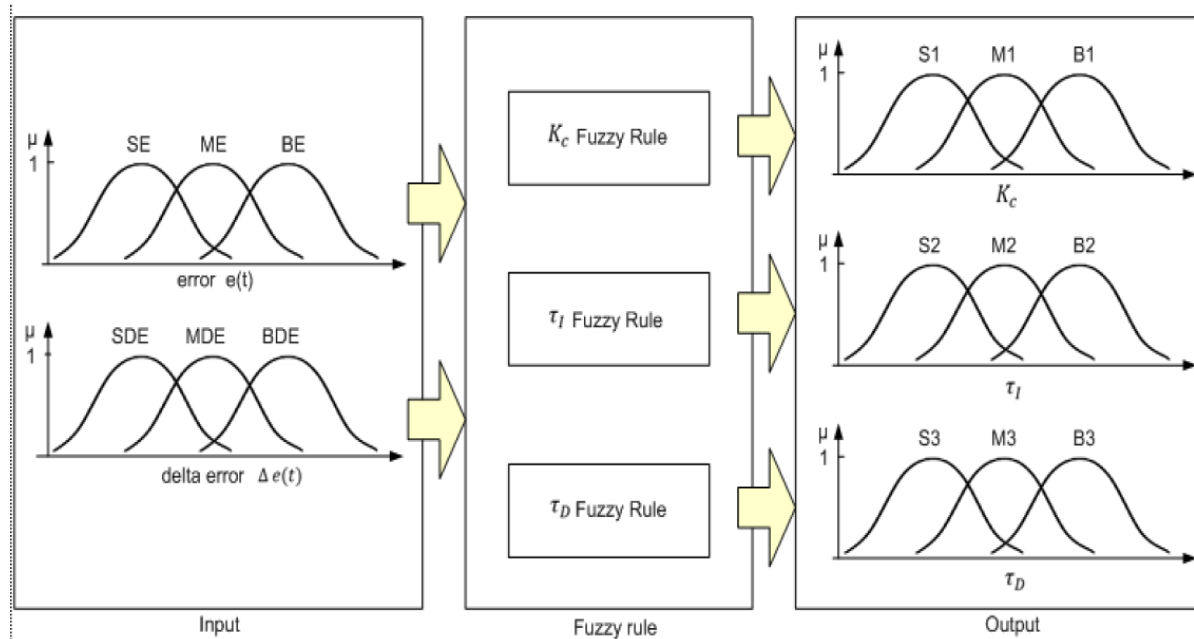 μ
1
SE ME BE
error e(t)
μ
1
SDE MDE BDE
delta error Δ e(t)
Input
K_c Fuzzy Rule
τ_I Fuzzy Rule
τ_D Fuzzy Rule
Fuzzy rule
μ
1
S1 M1 B1
K_c
μ
1
S2 M2 B2
τ_I
μ
1
S3 M3 B3
τ_D
Output